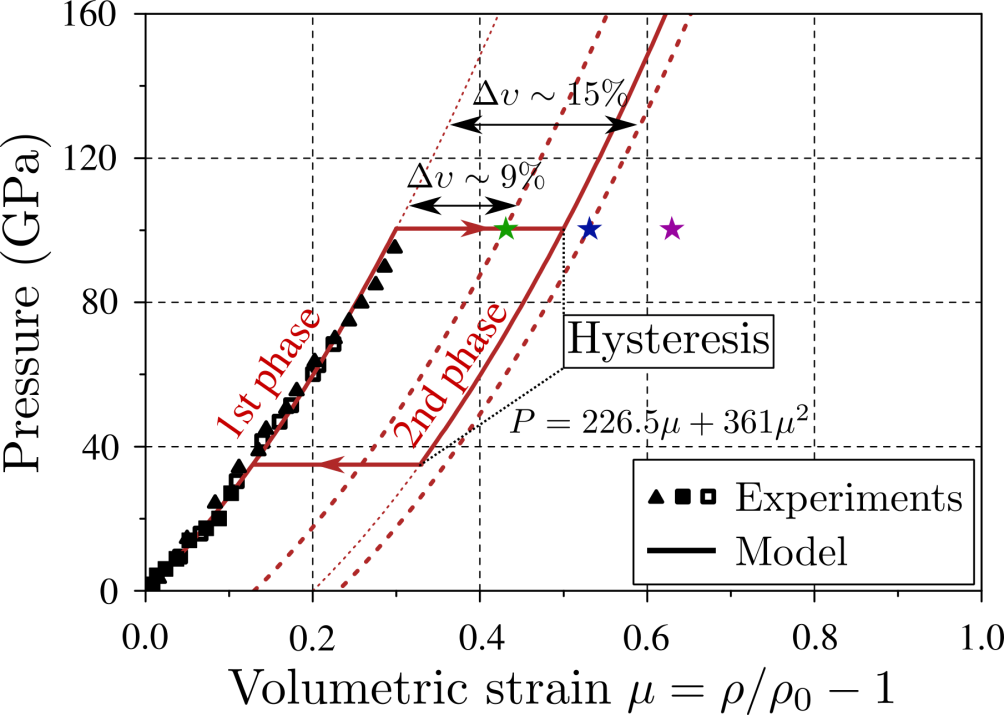 160
120
80
40
0
Pressure (GPa)
Δv ∼ 15%
Δv ∼ 9%
1st phase
2nd phase
Hysteresis
P = 226.5μ + 361μ²
Experiments
Model
0.0 0.2 0.4 0.6 0.8 1.0
Volumetric strain μ = ρ/ρ₀ − 1